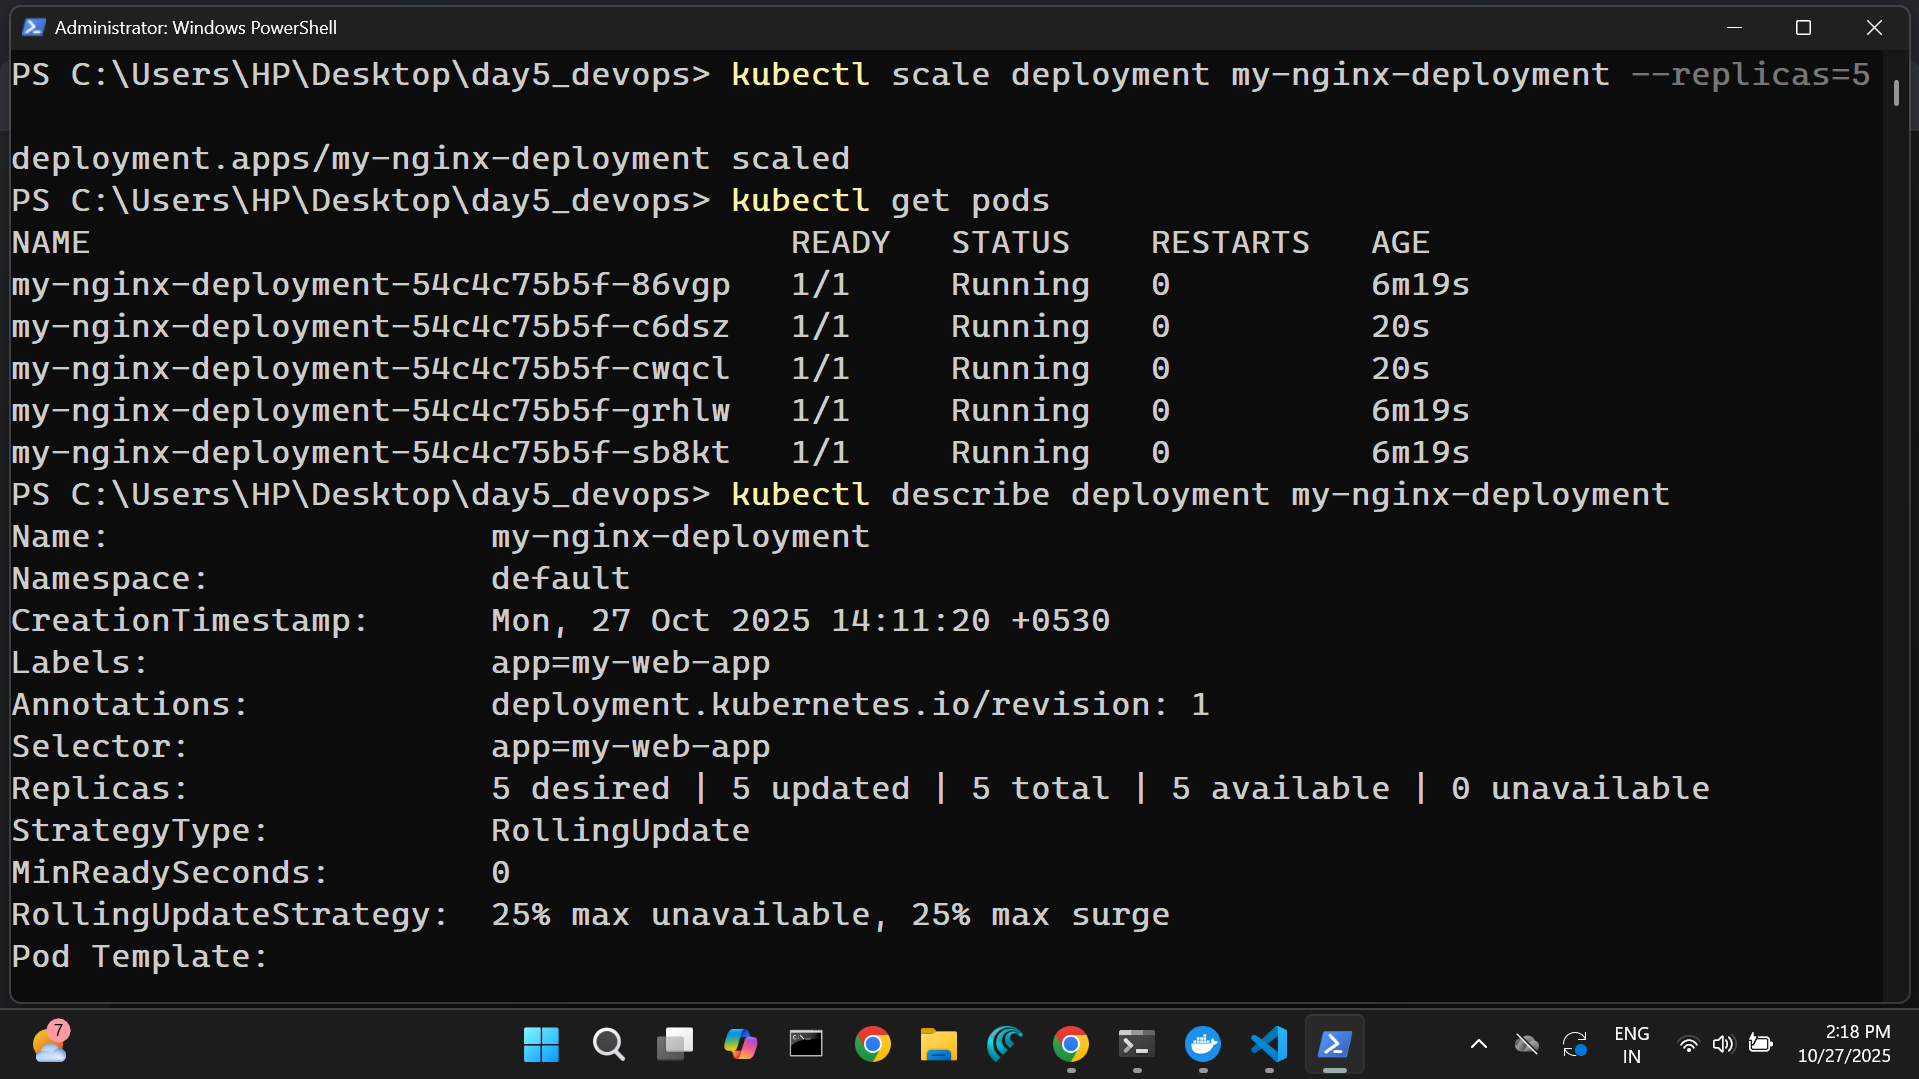 Administrator: Windows PowerShell
PS C:\Users\HP\Desktop\day5_devops> kubectl scale deployment my-nginx-deployment --replicas=5
deployment.apps/my-nginx-deployment scaled
PS C:\Users\HP\Desktop\day5_devops> kubectl get pods
NAME                                   READY   STATUS    RESTARTS   AGE
my-nginx-deployment-54c4c75b5f-86vgp   1/1     Running   0          6m19s
my-nginx-deployment-54c4c75b5f-c6dsz   1/1     Running   0          20s
my-nginx-deployment-54c4c75b5f-cwqcl   1/1     Running   0          20s
my-nginx-deployment-54c4c75b5f-grhlw   1/1     Running   0          6m19s
my-nginx-deployment-54c4c75b5f-sb8kt   1/1     Running   0          6m19s
PS C:\Users\HP\Desktop\day5_devops> kubectl describe deployment my-nginx-deployment
Name:                   my-nginx-deployment
Namespace:              default
CreationTimestamp:      Mon, 27 Oct 2025 14:11:20 +0530
Labels:                 app=my-web-app
Annotations:            deployment.kubernetes.io/revision: 1
Selector:               app=my-web-app
Replicas:               5 desired | 5 updated | 5 total | 5 available | 0 unavailable
StrategyType:           RollingUpdate
MinReadySeconds:        0
RollingUpdateStrategy:  25% max unavailable, 25% max surge
Pod Template:
7
ENG
IN
2:18 PM
10/27/2025